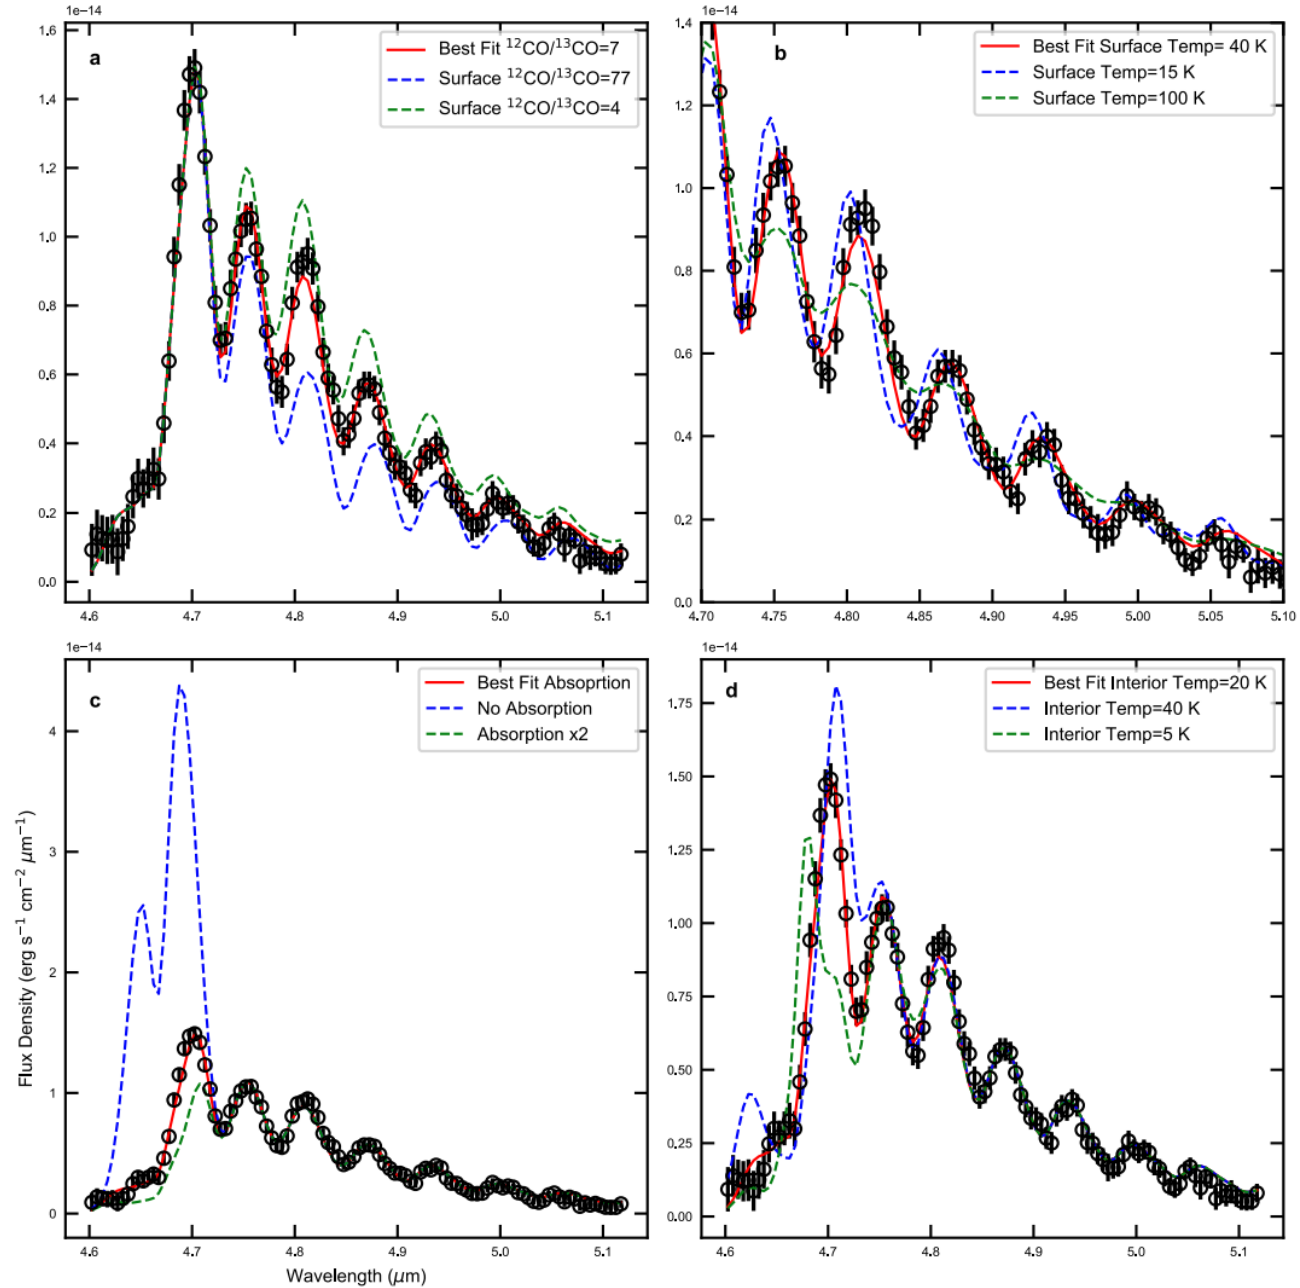 1e−14
a
Best Fit ¹²CO/¹³CO=7
Surface ¹²CO/¹³CO=77
Surface ¹²CO/¹³CO=4
1.6
1.4
1.2
1.0
0.8
0.6
0.4
0.2
0.0
4.6 4.7 4.8 4.9 5.0 5.1
1e−14
b
Best Fit Surface Temp= 40 K
Surface Temp=15 K
Surface Temp=100 K
1.4
1.2
1.0
0.8
0.6
0.4
0.2
0.0
4.70 4.75 4.80 4.85 4.90 4.95 5.00 5.05 5.10
1e−14
c
Best Fit Absoprtion
No Absorption
Absorption x2
4
3
2
1
0
4.6 4.7 4.8 4.9 5.0 5.1
Flux Density (erg s⁻¹ cm⁻² μm⁻¹)
Wavelength (μm)
1e−14
d
Best Fit Interior Temp=20 K
Interior Temp=40 K
Interior Temp=5 K
1.75
1.50
1.25
1.00
0.75
0.50
0.25
0.00
4.6 4.7 4.8 4.9 5.0 5.1